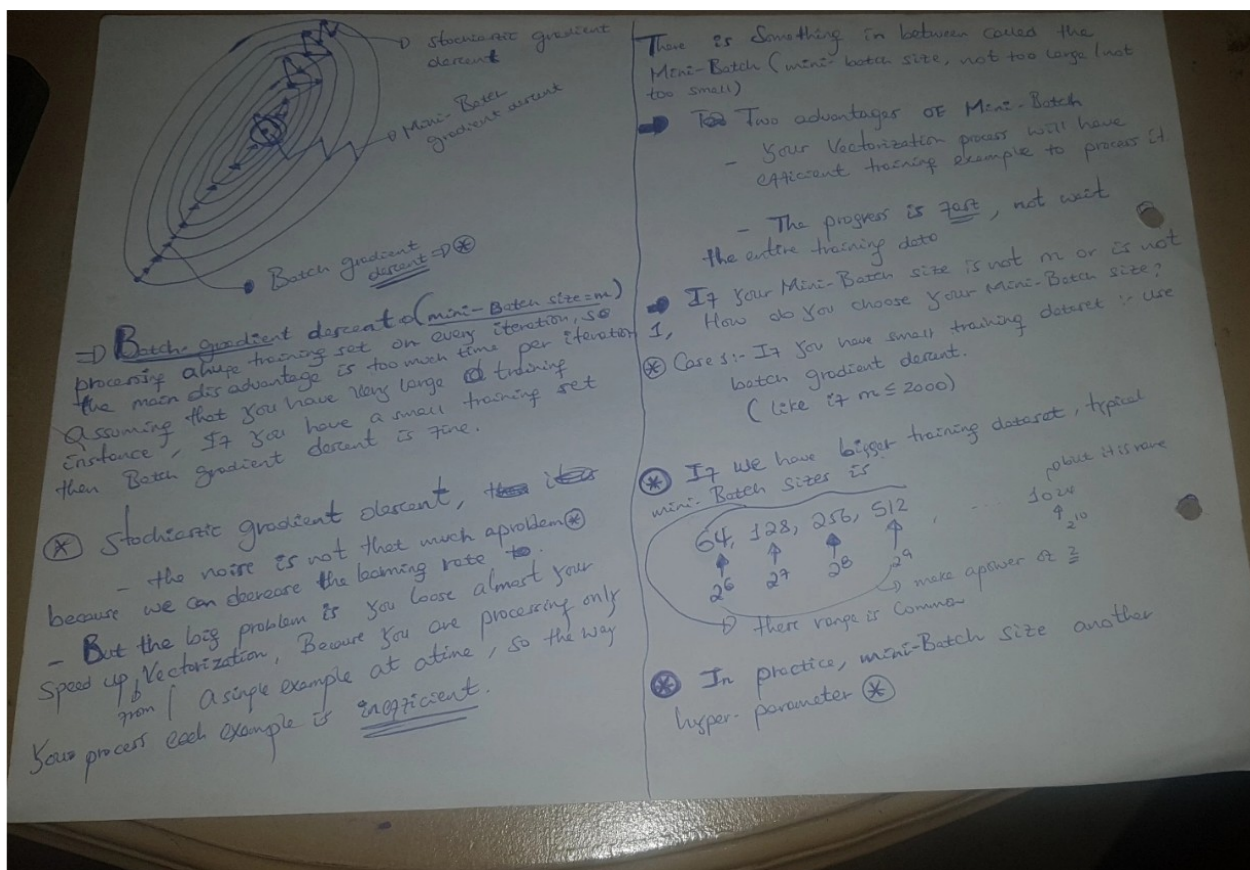 stochiastic gradient
descent
Mini-Batch
gradient descent
Batch gradient
descent =D *
=D Batch gradient descent (mini-Batch size=m)
processing a huge training set on every iteration, so
the main dis advantage is too much time per iteration
assuming that you have very large training
instance, If you have a small training set
then Batch gradient descent is fine.
* Stochiastic gradient descent,
- the noise is not that much a problem *
because we can decrease the learning rate
- But the big problem is you loose almost your
speed up, Vectorization, Because you are processing only
from a single example at a time, so the way
your process each example is inefficient.
There is Something in between called the
Mini-Batch (mini-batch size, not too large/not
too small)
Two advantages of Mini-Batch
- your Vectorization process will have
efficient training example to process it
- The progress is fast, not wait
the entire training data
If your Mini-Batch size is not m or is not
1, How do you choose your Mini-Batch size?
* Case 1:- If you have small training dataset :- use
batch gradient descent.
(like if m ≤ 2000)
* If we have bigger training dataset, typical
mini-Batch sizes is
but it is rare
64, 128, 256, 512, ... 1024
2^6 2^7 2^8 2^9 2^10
make a power of 2
there range is Common
* In practice, mini-Batch size another
hyper-parameter *